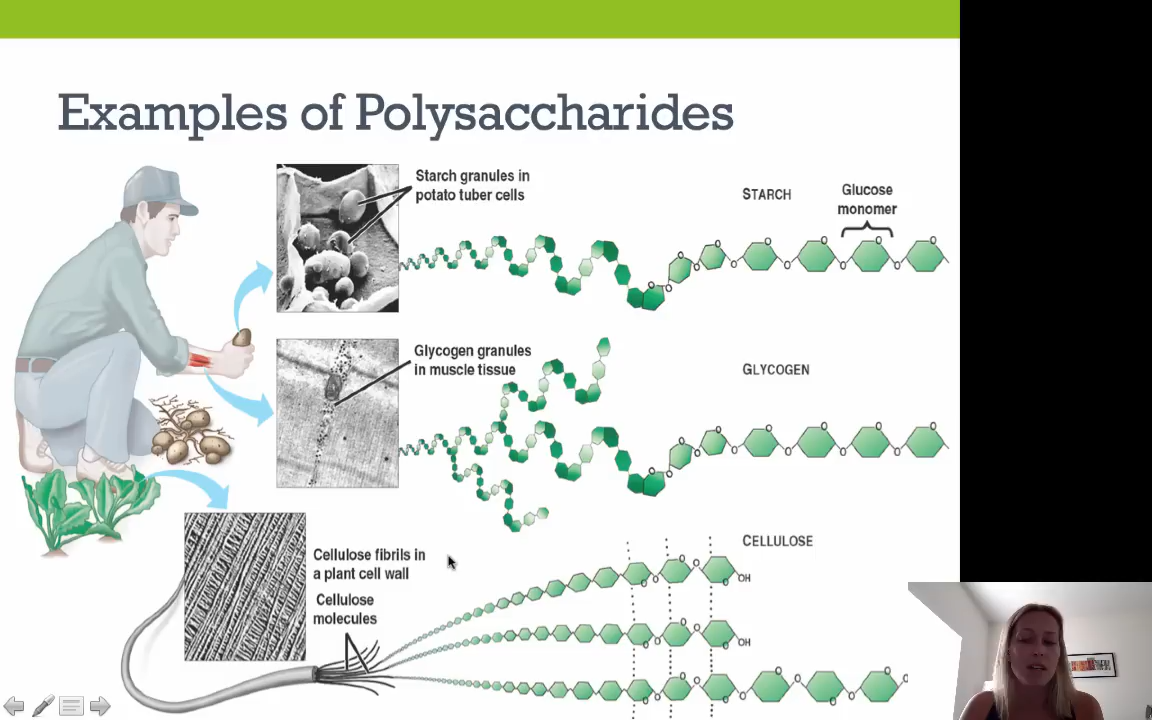 Examples of Polysaccharides
Starch granules in
potato tuber cells
STARCH
Glucose
monomer
O O O O O O O O O O O
Glycogen granules
in muscle tissue
GLYCOGEN
O O O O O O O O O O O
Cellulose fibrils in
a plant cell wall
Cellulose
molecules
CELLULOSE
O O O O O OH
O O O O O OH
O O O O O O O O O O O